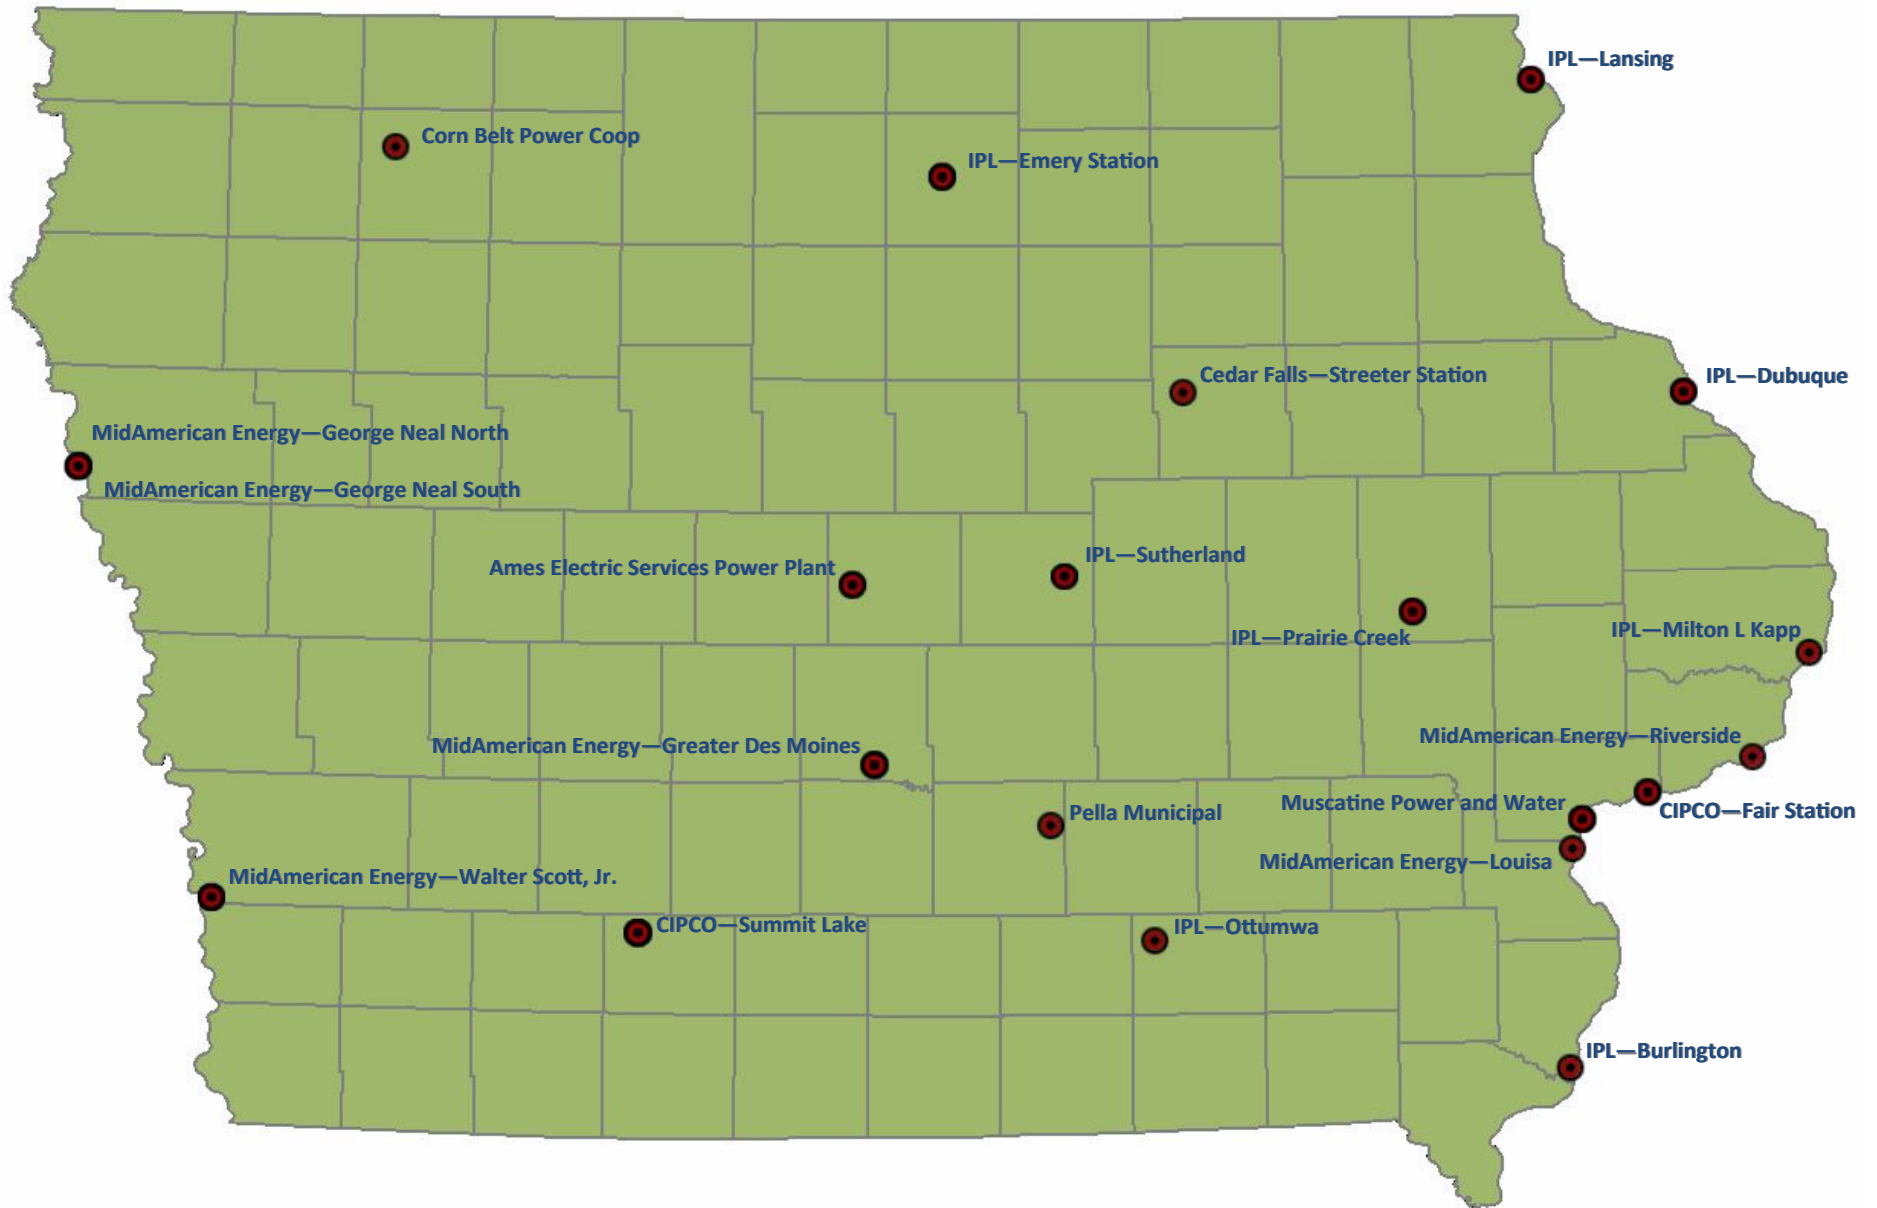 IPL—Lansing
Corn Belt Power Coop
IPL—Emery Station
Cedar Falls—Streeter Station
IPL—Dubuque
MidAmerican Energy—George Neal North
MidAmerican Energy—George Neal South
IPL—Sutherland
Ames Electric Services Power Plant
IPL—Prairie Creek
IPL—Milton L Kapp
MidAmerican Energy—Greater Des Moines
MidAmerican Energy—Riverside
Muscatine Power and Water
CIPCO—Fair Station
Pella Municipal
MidAmerican Energy—Louisa
MidAmerican Energy—Walter Scott, Jr.
CIPCO—Summit Lake
IPL—Ottumwa
IPL—Burlington